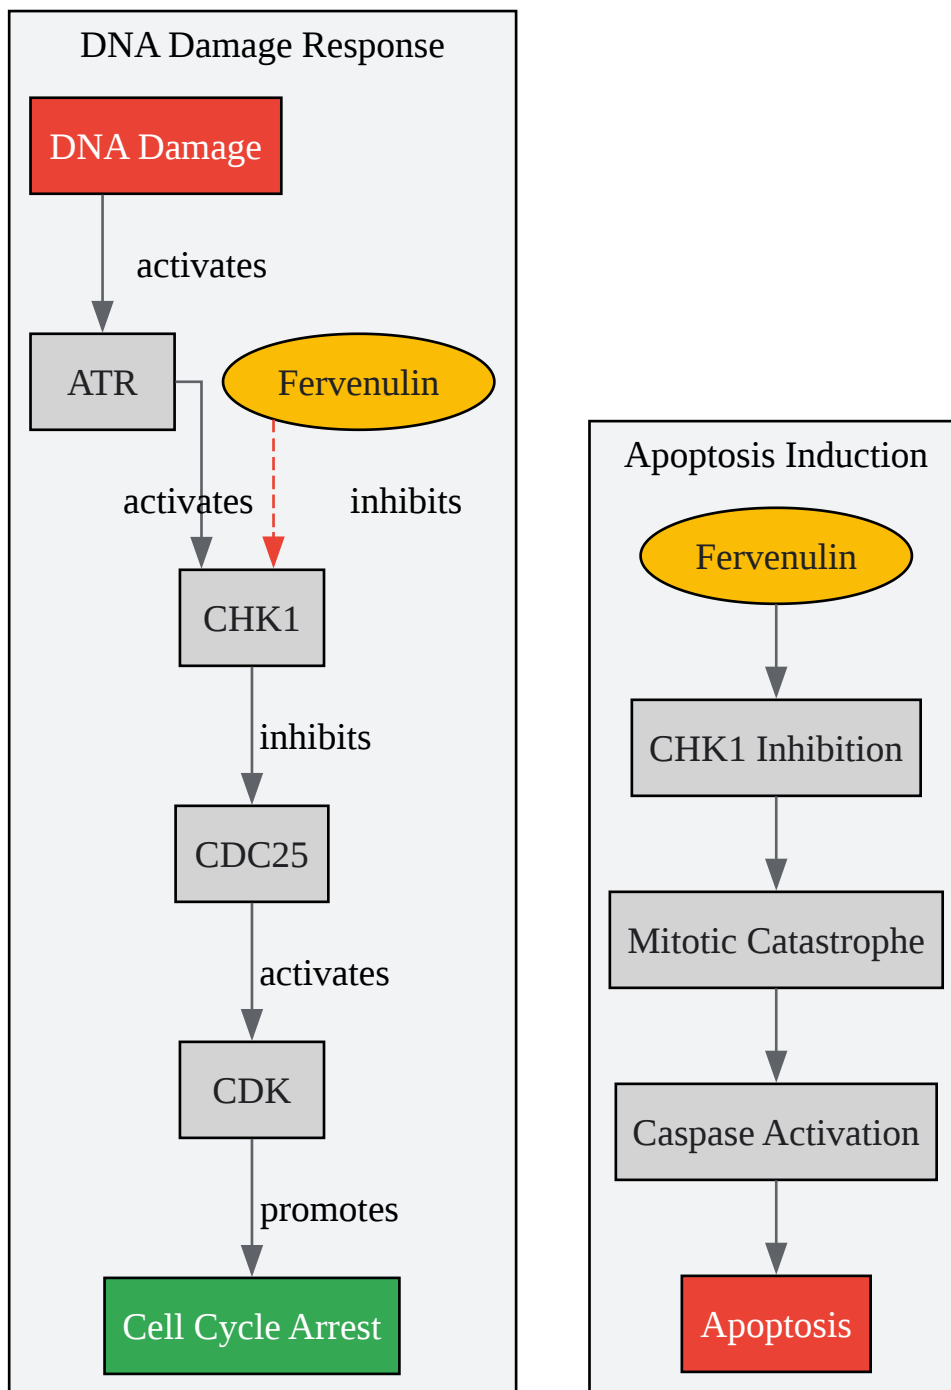 DNA Damage Response
DNA Damage
activates
ATR
Fervenulin
activates
inhibits
CHK1
inhibits
CDC25
activates
CDK
promotes
Cell Cycle Arrest
Apoptosis Induction
Fervenulin
CHK1 Inhibition
Mitotic Catastrophe
Caspase Activation
Apoptosis